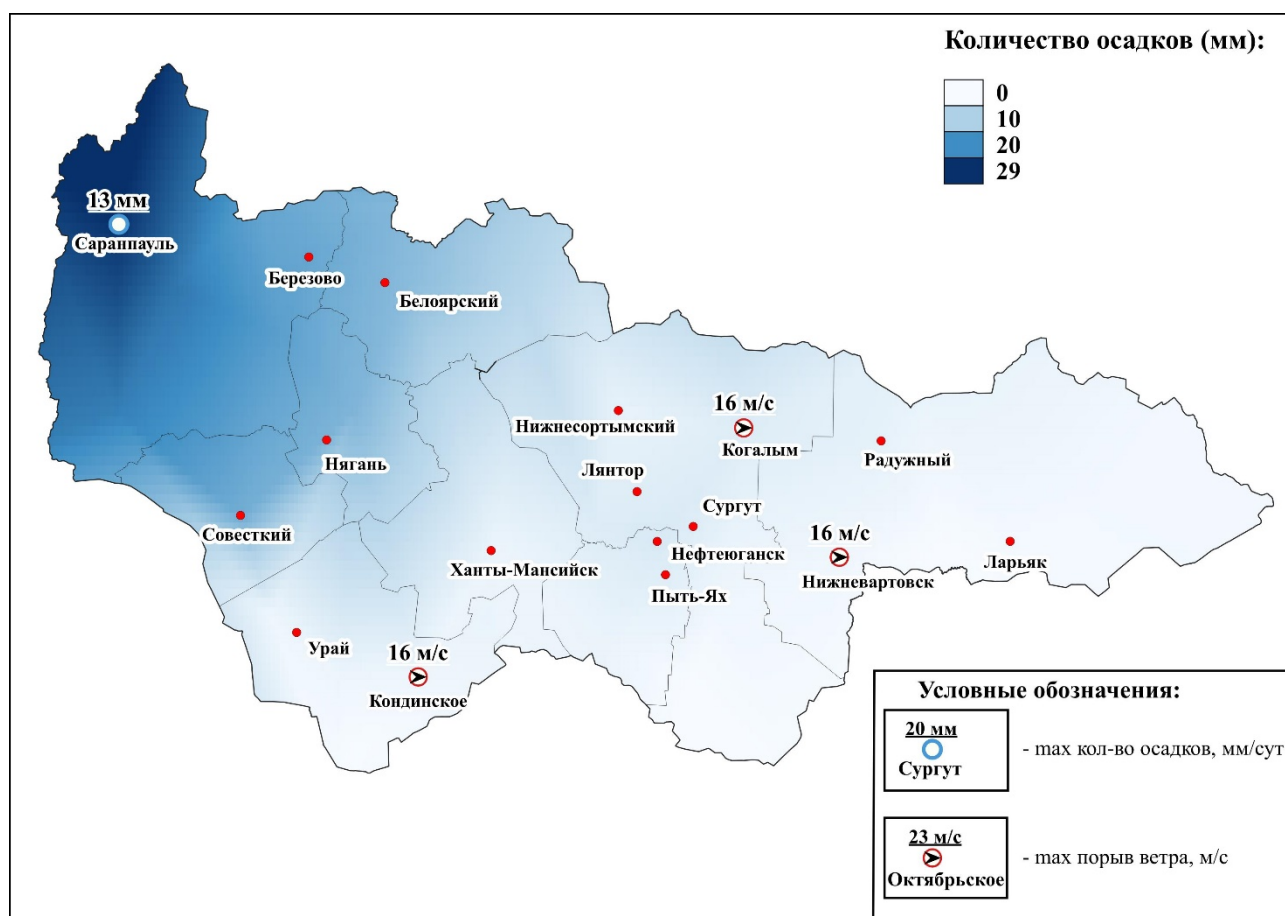 Количество осадков (мм):
0
10
20
29
13 мм
Саранпауль
Березово
Белоярский
Нижнесортымский
16 м/с
Когалым
Радужный
Нягань
Лянтор
Совесткий
Сургут
16 м/с
Ханты-Мансийск
Нефтеюганск
Нижневартовск
Ларьяк
Пыть-Ях
Урай
16 м/с
Кондинское
Условные обозначения:
20 мм
Сургут
- max кол-во осадков, мм/сут
23 м/с
Октябрьское
- max порыв ветра, м/с